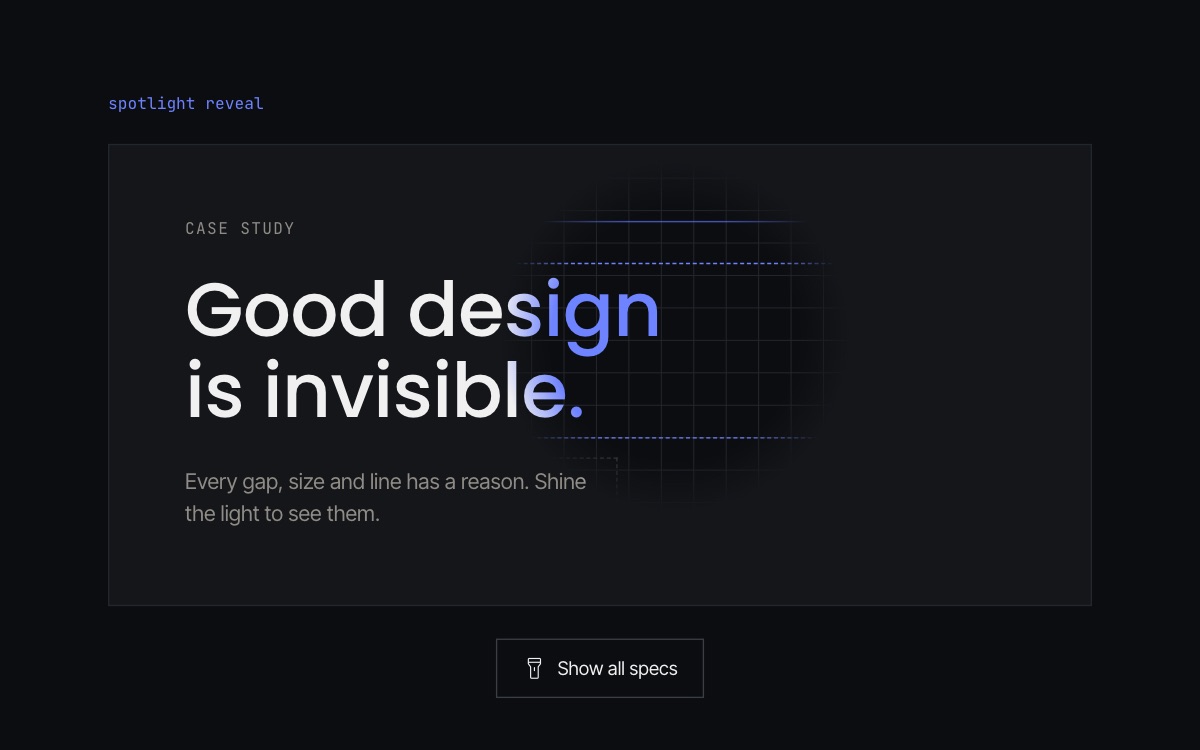 spotlight reveal
CASE STUDY
Good design
is invisible.
Every gap, size and line has a reason. Shine
the light to see them.
Show all specs